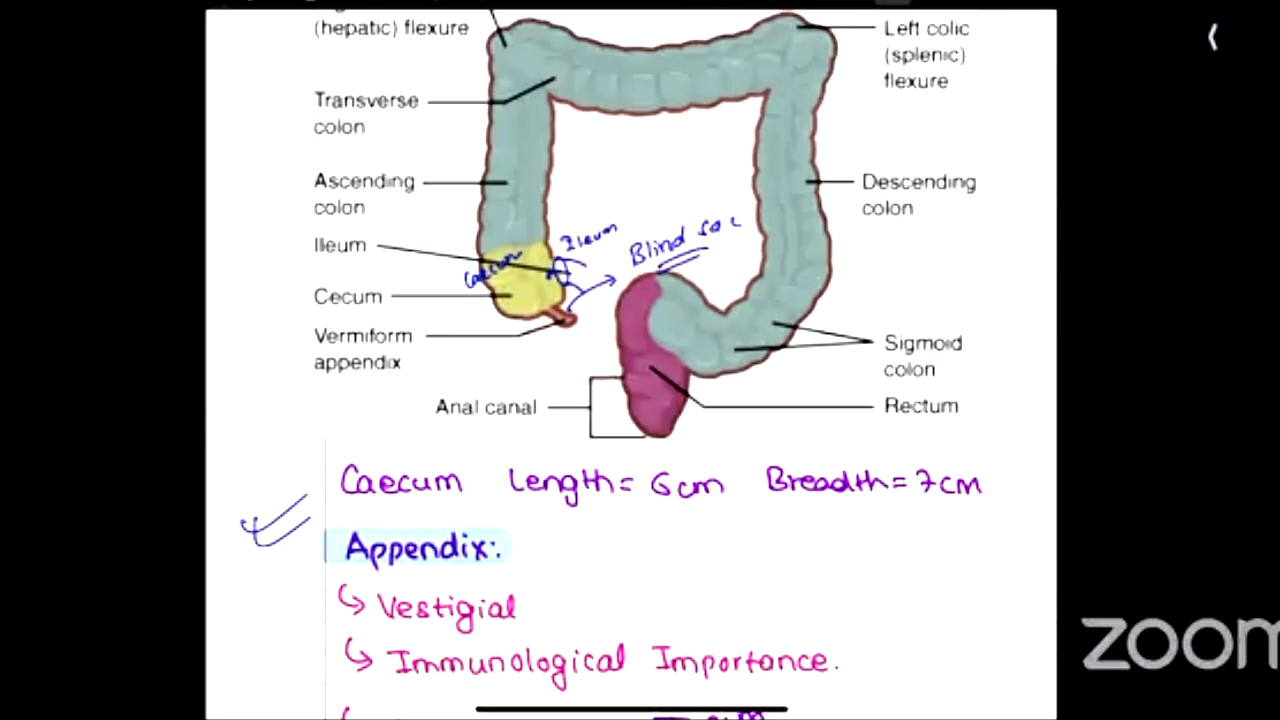 (hepatic) flexure
Left colic
(splenic)
flexure
Transverse
colon
Ascending
colon
Descending
colon
Ileum
Ileum
Blind sac
Caecum
Cecum
Vermiform
appendix
Sigmoid
colon
Anal canal
Rectum
Caecum Length = 6cm Breadth = 7cm
Appendix:
Vestigial
Immunological Importance.
zoom